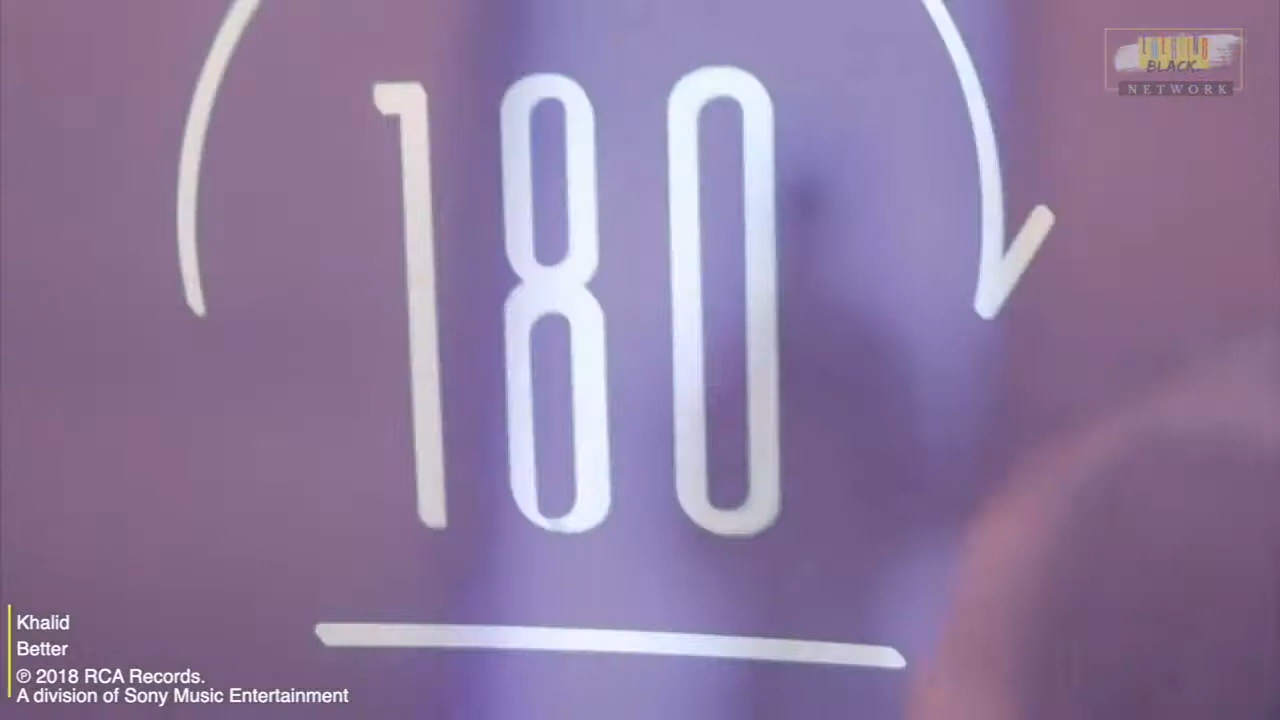 180
BLACK
NETWORK
Khalid
Better
℗ 2018 RCA Records.
A division of Sony Music Entertainment